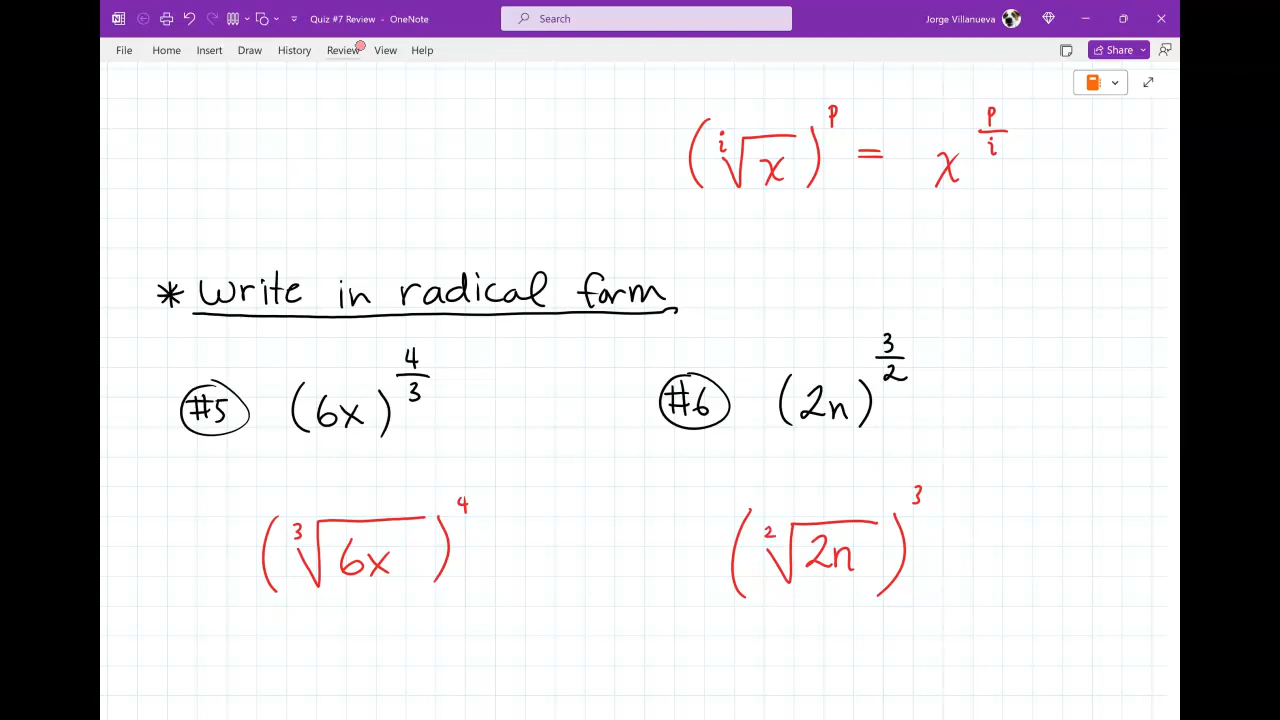 Quiz #7 Review - OneNote
Search
Jorge Villanueva
File Home Insert Draw History Review View Help
Share
(ⁱ√x)ᵖ = x^(p/i)
* Write in radical form
#5 (6x)^(4/3) #6 (2n)^(3/2)
(³√6x)⁴ (²√2n)³